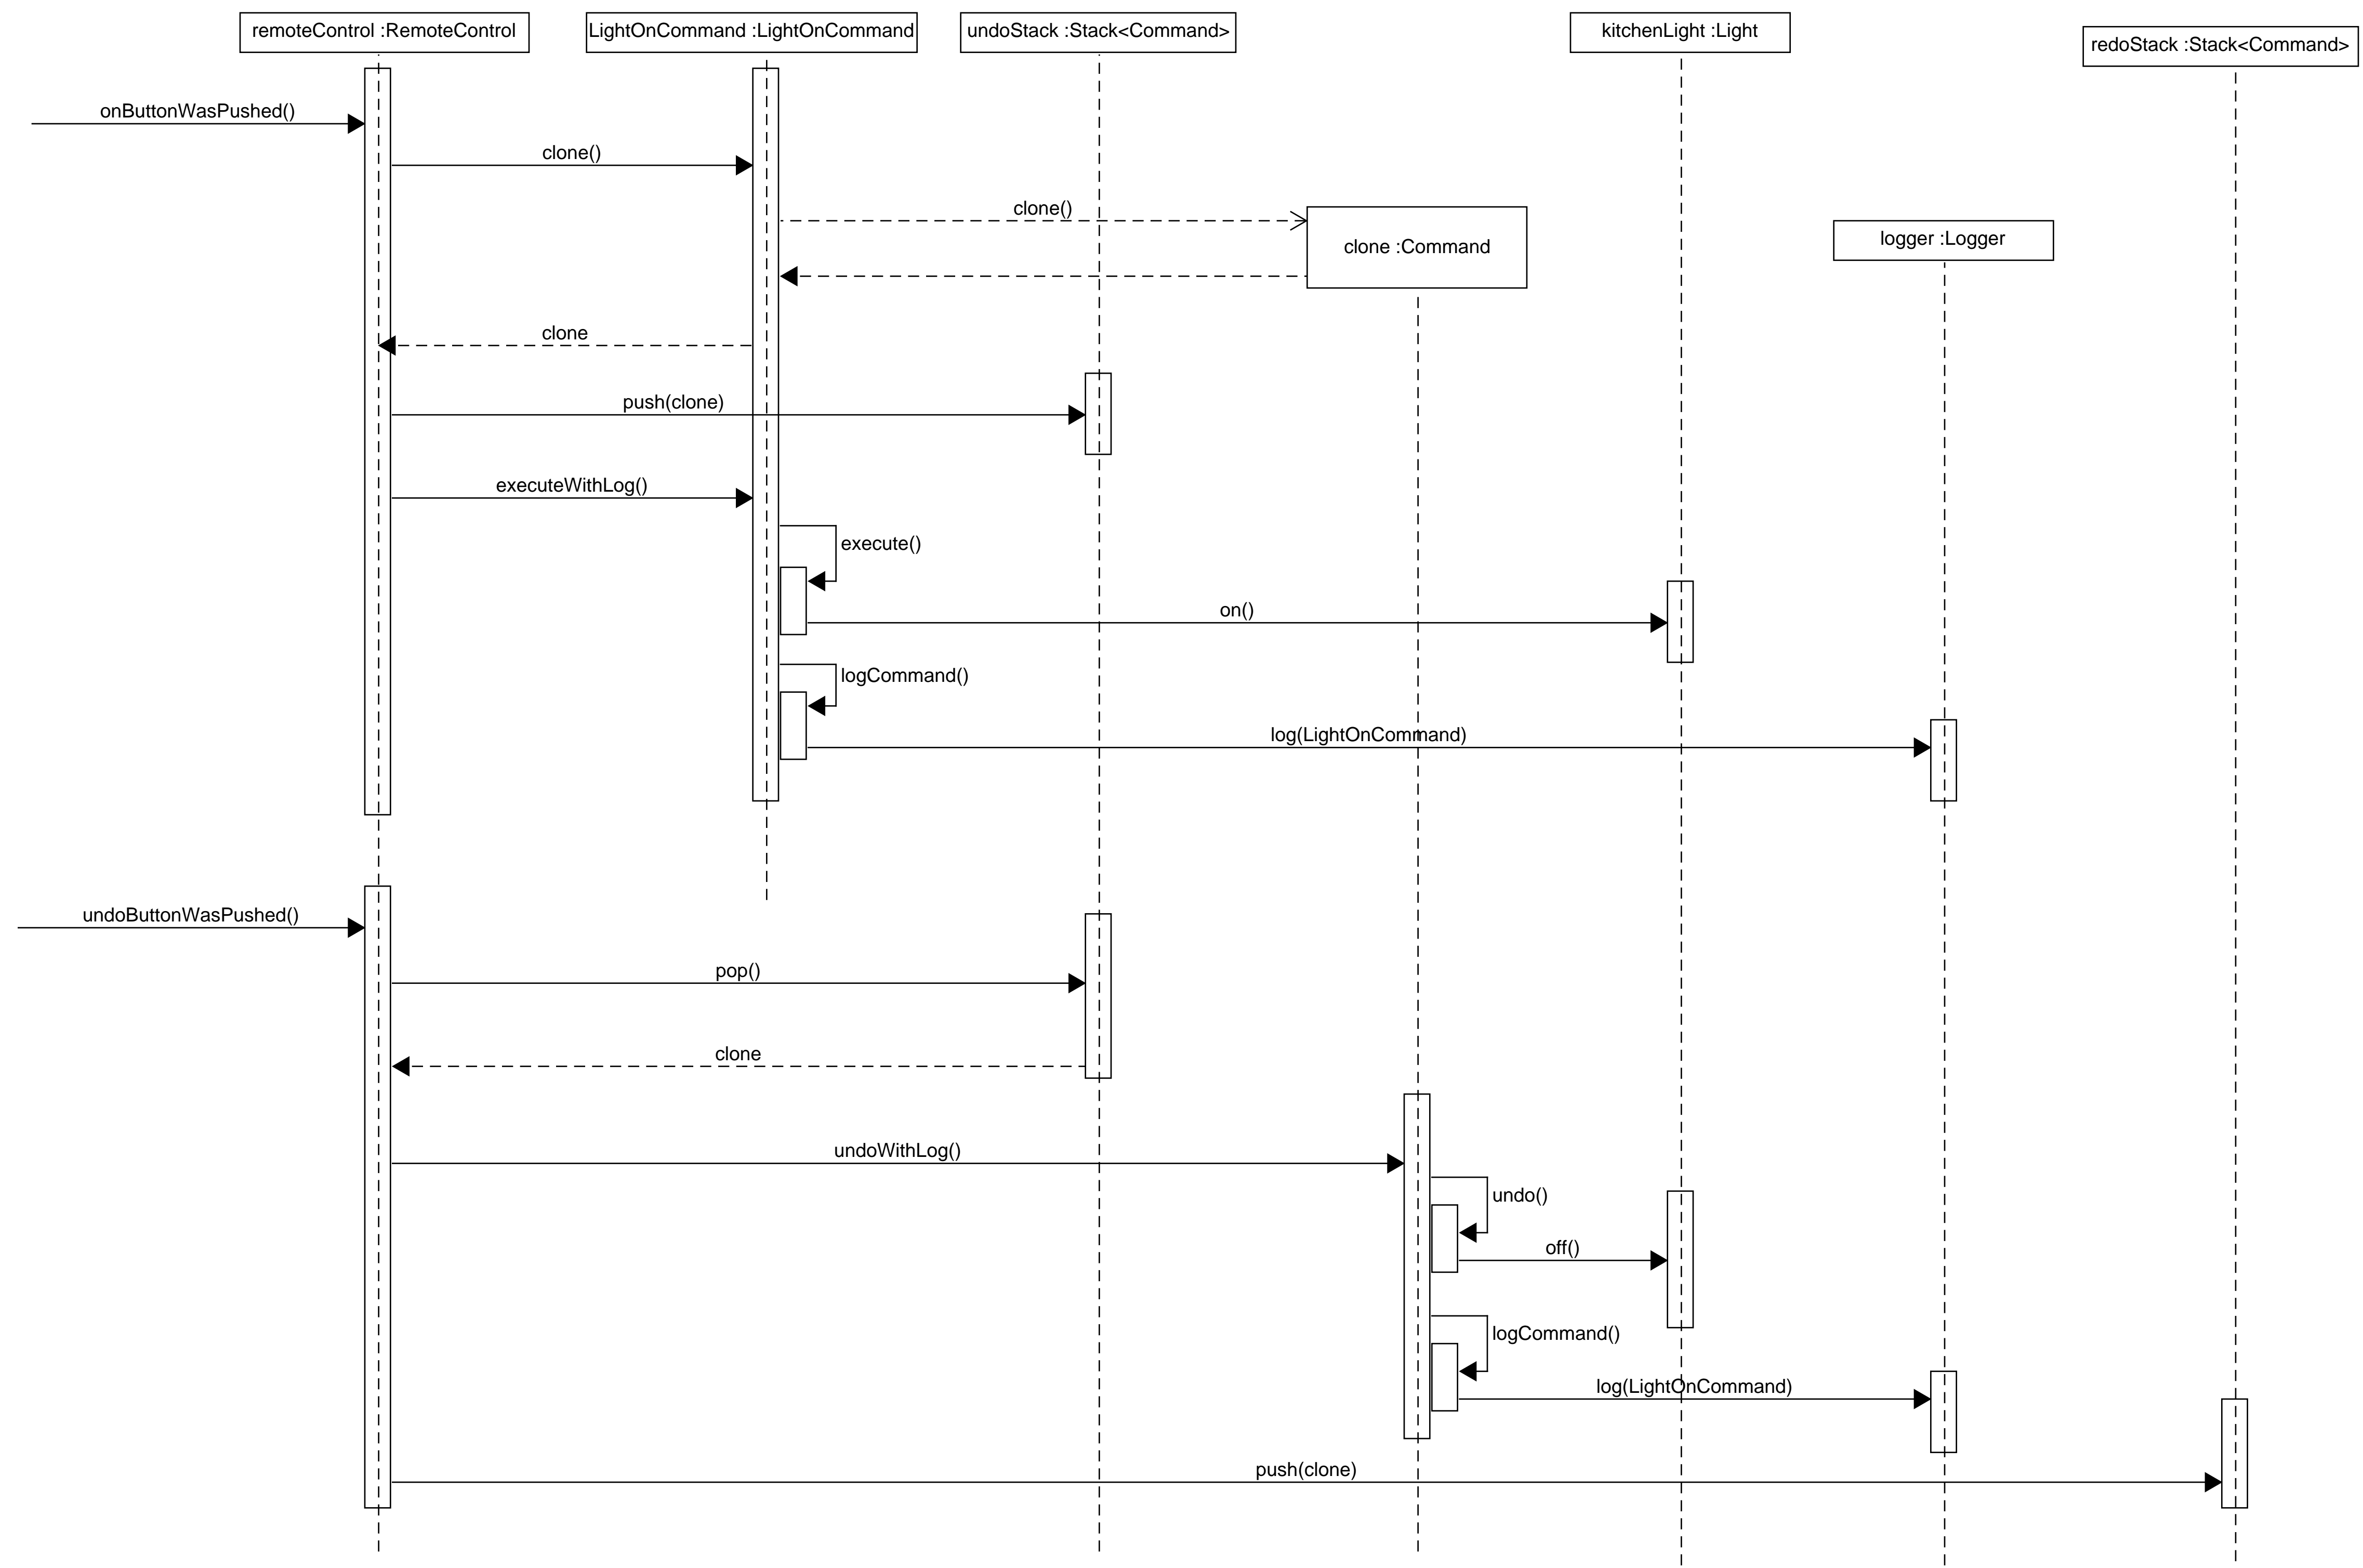 remoteControl :RemoteControl
LightOnCommand :LightOnCommand
undoStack :Stack<Command>
kitchenLight :Light
redoStack :Stack<Command>
onButtonWasPushed()
clone()
clone()
clone :Command
logger :Logger
clone
push(clone)
executeWithLog()
execute()
on()
logCommand()
log(LightOnCommand)
undoButtonWasPushed()
pop()
clone
undoWithLog()
undo()
off()
logCommand()
log(LightOnCommand)
push(clone)